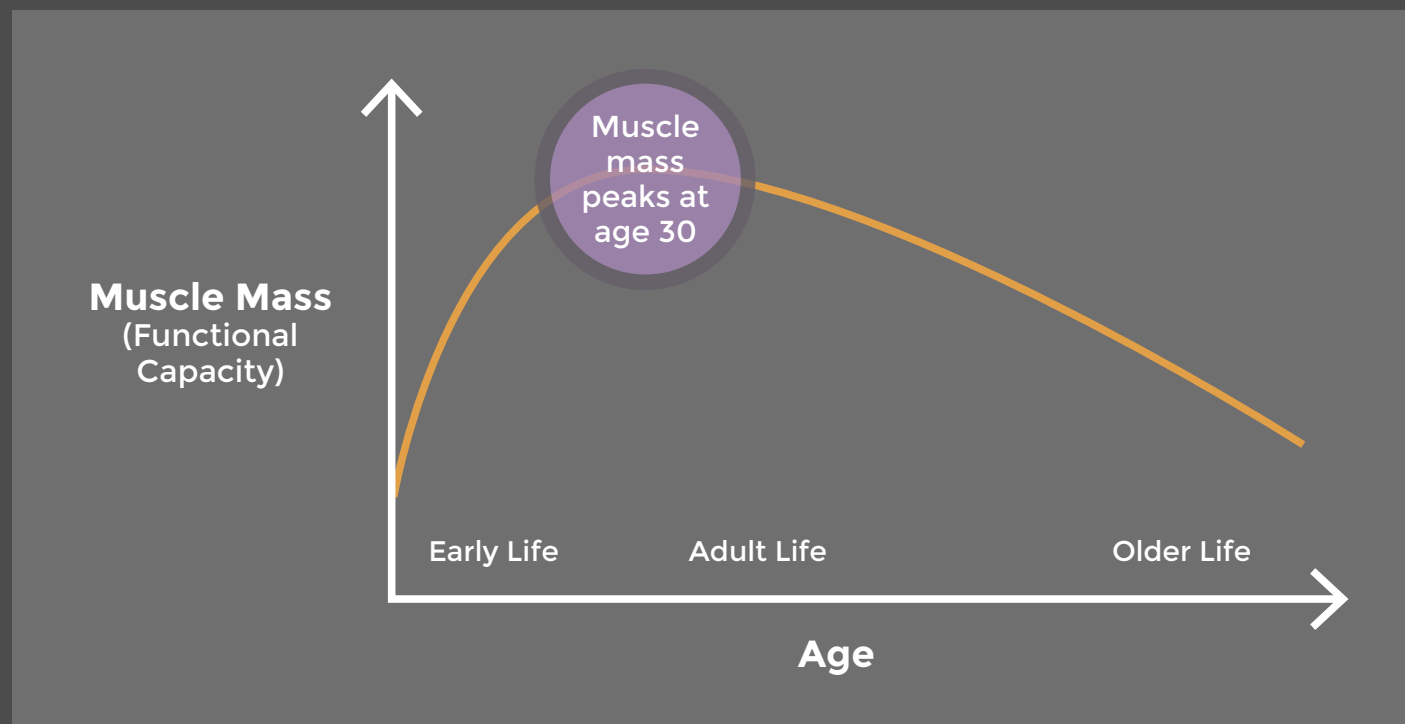 Muscle
mass
peaks at
age 30
Muscle Mass
(Functional
Capacity)
Early Life
Adult Life
Older Life
Age